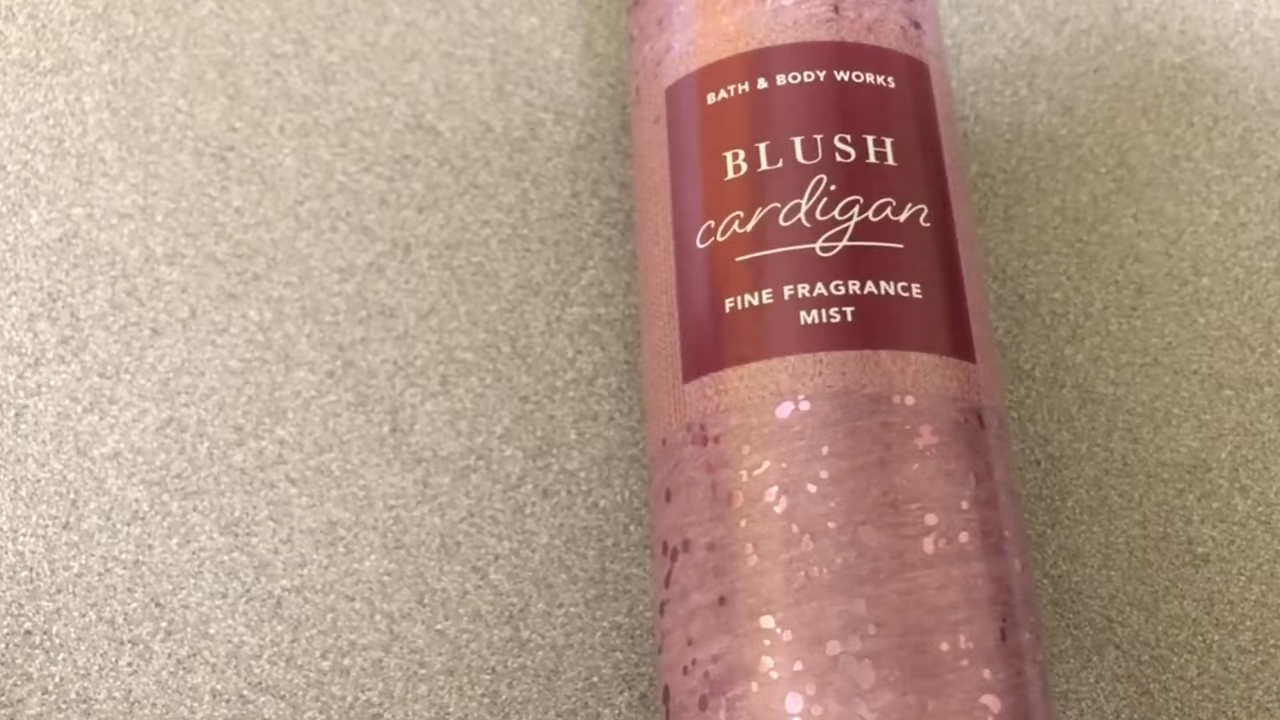 BATH & BODY WORKS
BLUSH
cardigan
FINE FRAGRANCE
MIST